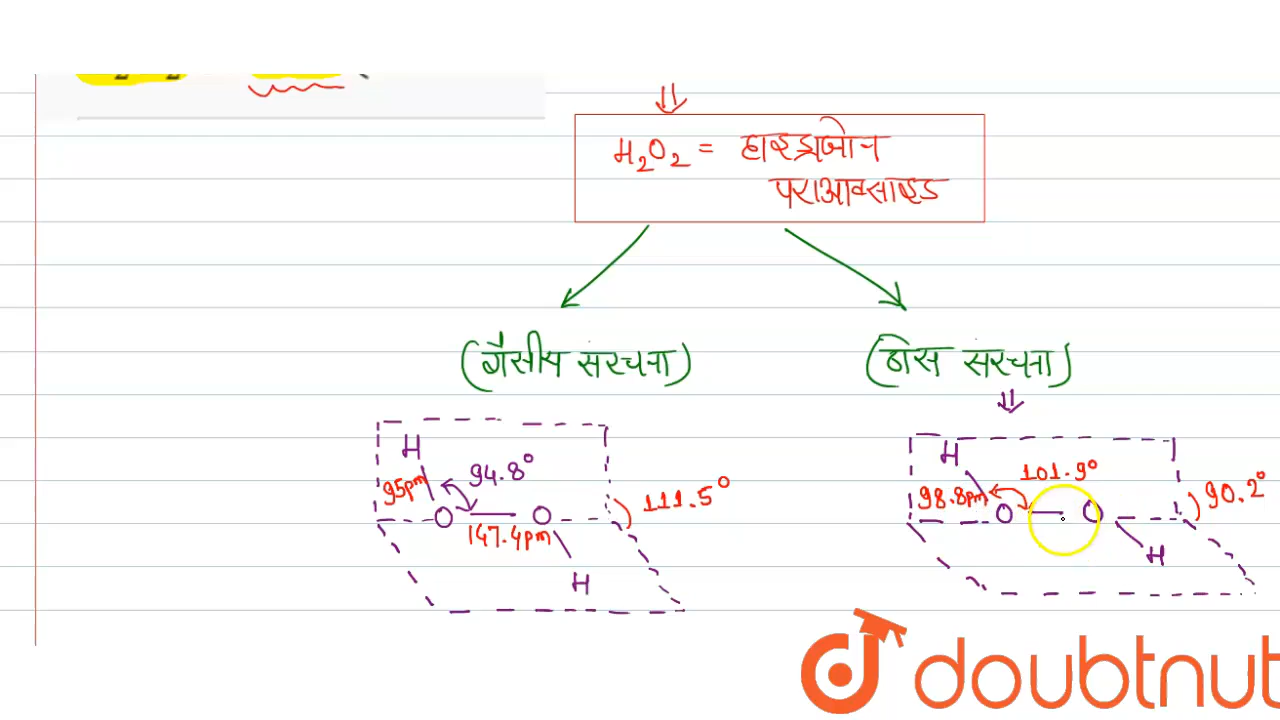 H2O2 = हाइड्रोजन
पराऑक्साइड
(गैसीय संरचना)
(ठोस संरचना)
H
94.8°
95pm
O
O
147.4pm
111.5°
H
H
101.9°
98.8pm
O
O
90.2°
H
doubtnut